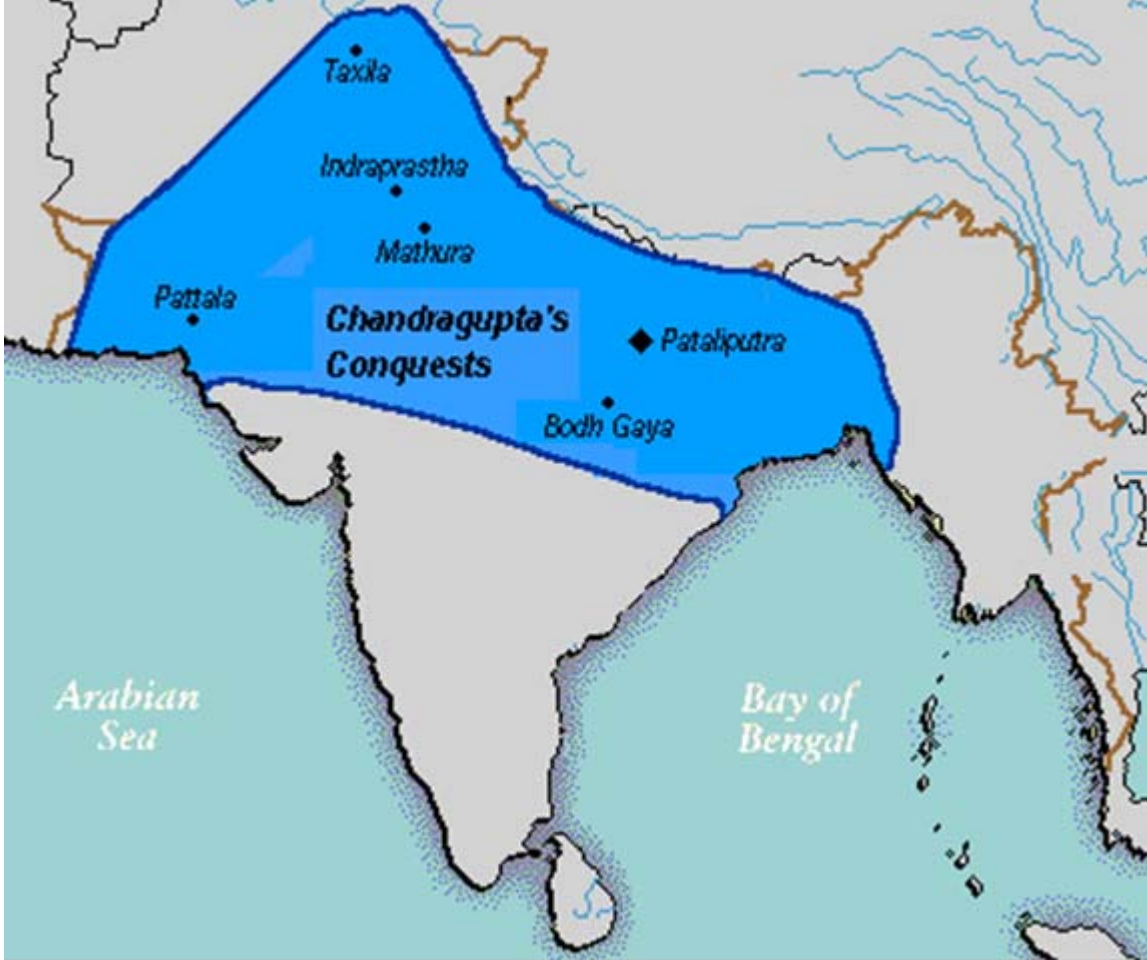 Taxila
Indraprastha
Mathura
Pattala
Chandragupta's
Conquests
Pataliputra
Bodh Gaya
Arabian
Sea
Bay of
Bengal